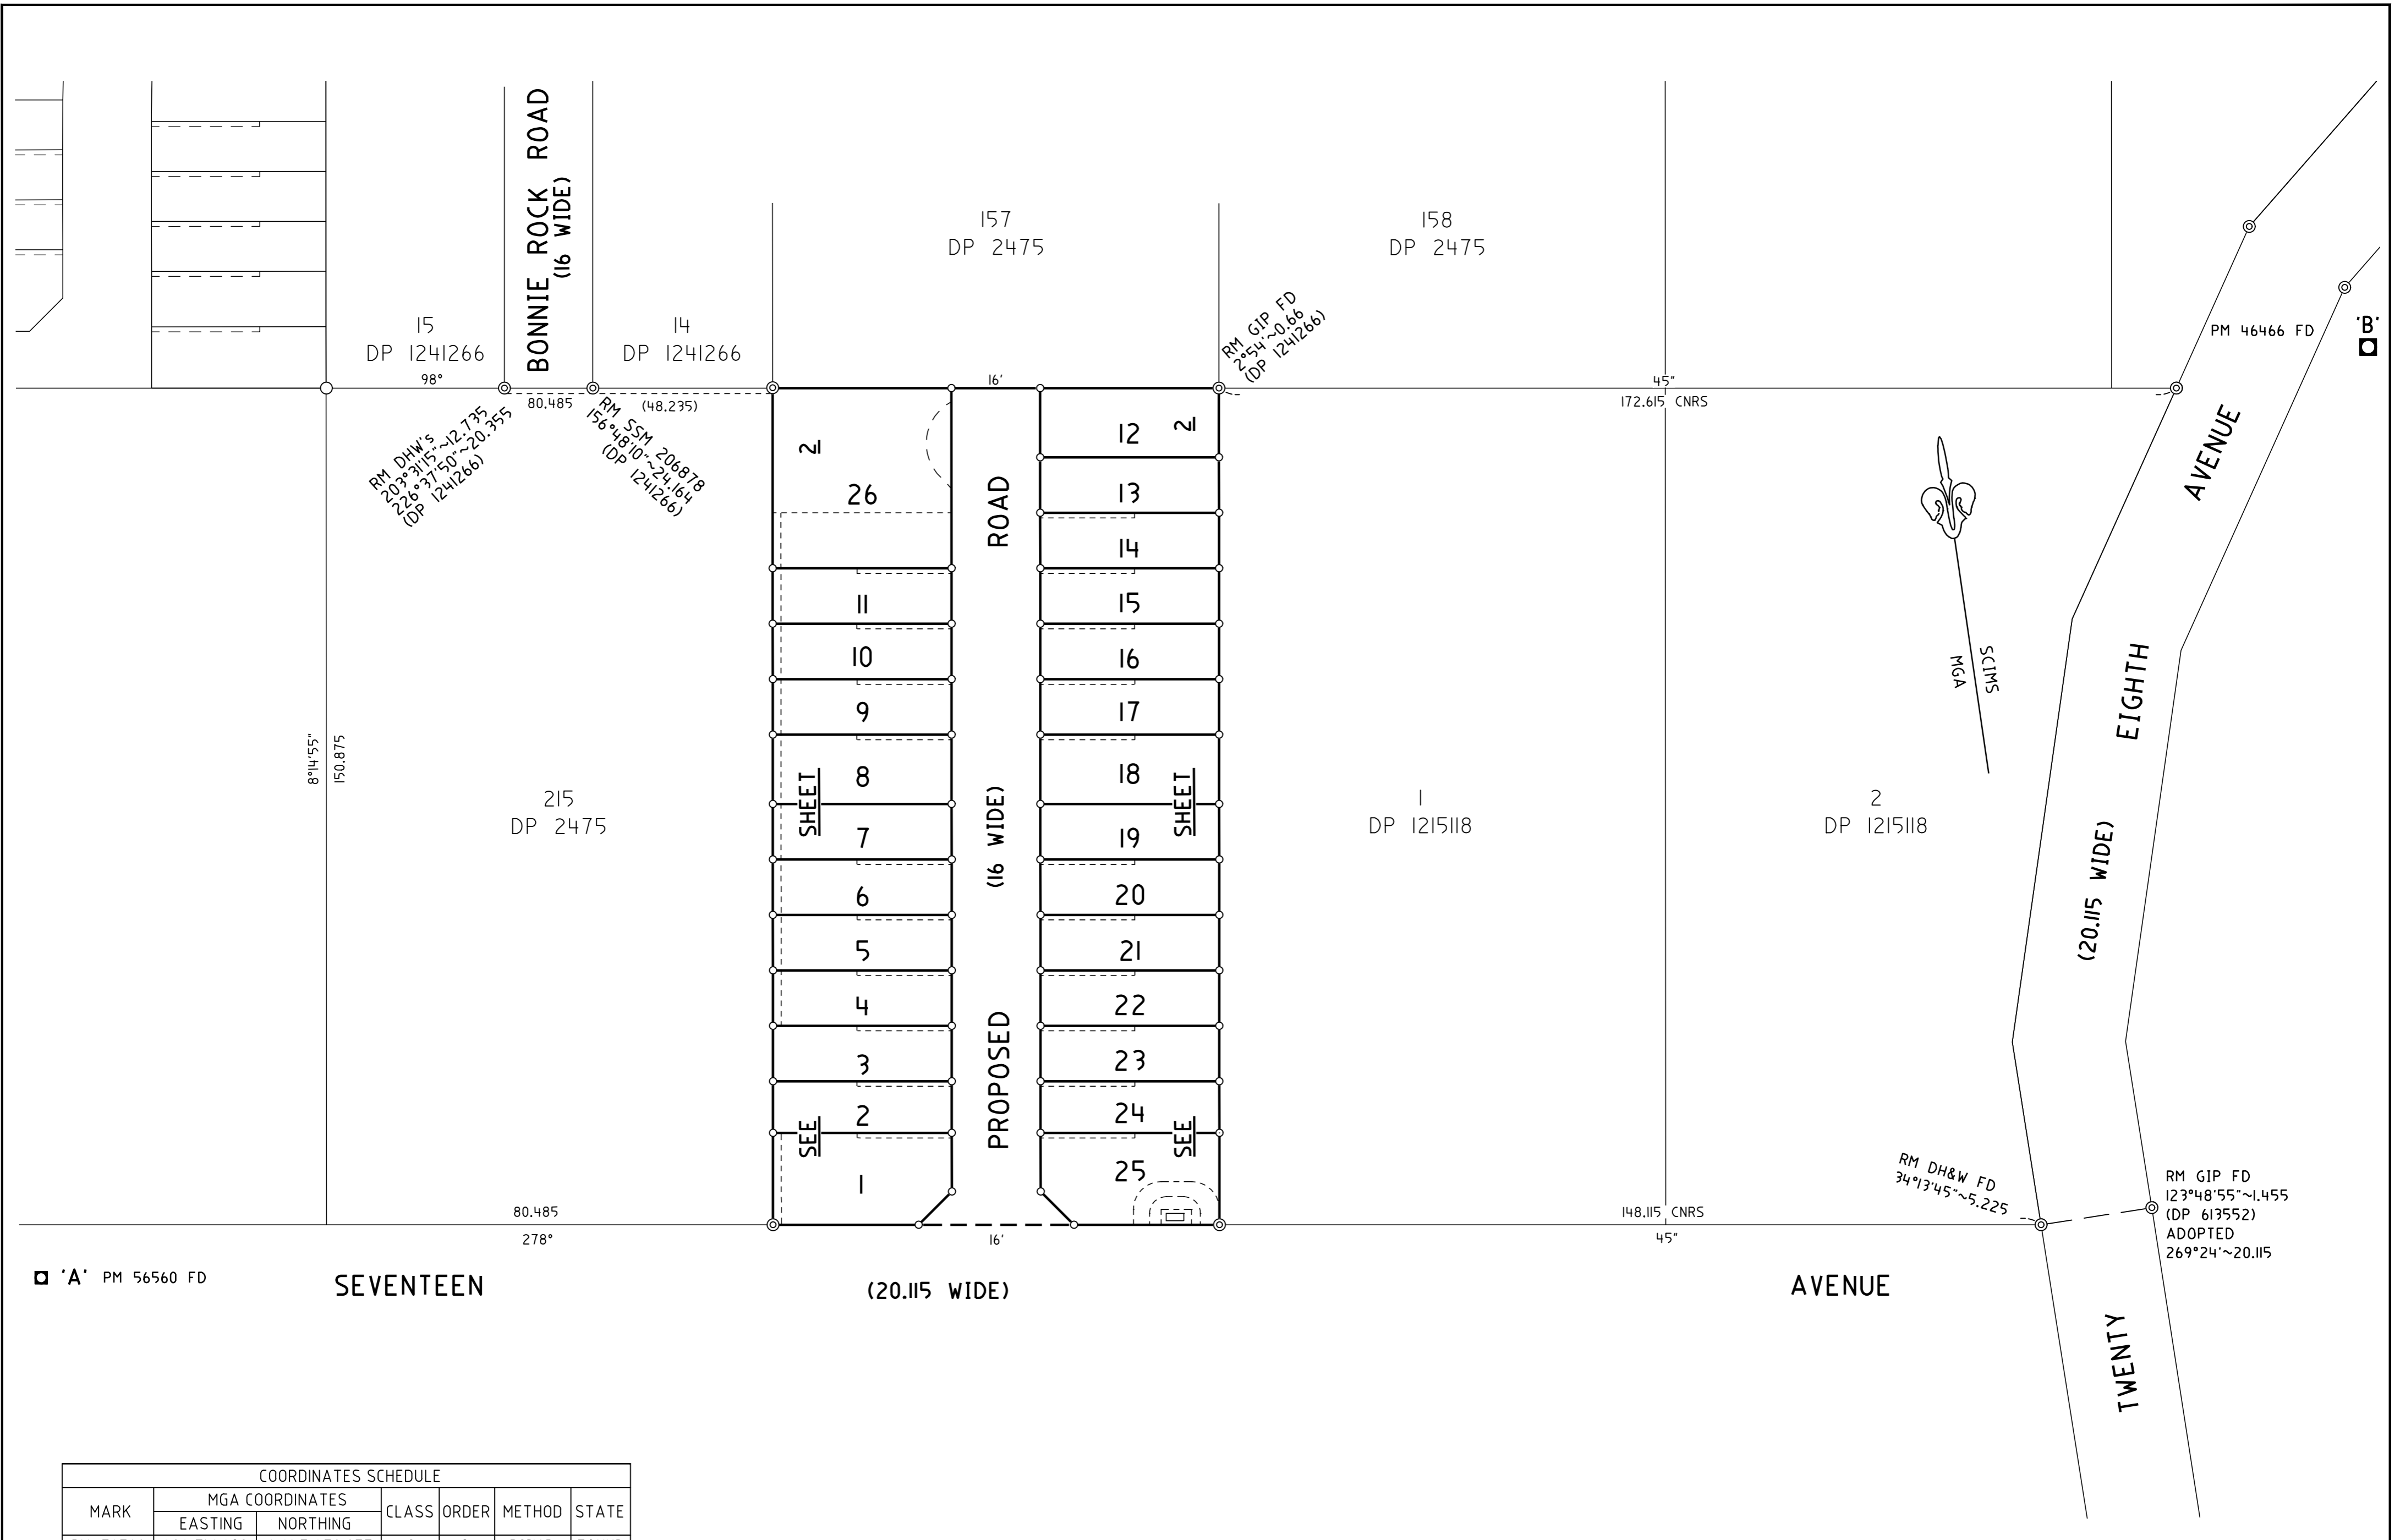 BONNIE ROCK ROAD
(16 WIDE)
157
DP 2475
158
DP 2475
15
DP 1241266
14
DP 1241266
RM GIP FD
2°54'~0.66
(DP 1241266)
PM 46466 FD
'B'
98°
16'
45"
80.485
(48.235)
172.615 CNRS
RM DHW's
203°31'15"~12.735
226°37'50"~20.355
(DP 1241266)
RM SSM 206878
156°48'10"~24.164
(DP 1241266)
2
26
11
10
9
8
7
6
5
4
3
2
1
SEE SHEET
PROPOSED ROAD
(16 WIDE)
2
12
13
14
15
16
17
18
19
20
21
22
23
24
25
SEE SHEET
8°14'55"
150.875
215
DP 2475
1
DP 1215118
2
DP 1215118
SCIMS
MGA
TWENTY EIGHTH AVENUE
(20.115 WIDE)
RM DH&W FD
34°13'45"~5.225
RM GIP FD
123°48'55"~1.455
(DP 613552)
ADOPTED
269°24'~20.115
80.485
148.115 CNRS
278°
16'
45"
'A' PM 56560 FD
SEVENTEEN AVENUE
(20.115 WIDE)
COORDINATES SCHEDULE
MARK
MGA COORDINATES
CLASS
ORDER
METHOD
STATE
EASTING
NORTHING